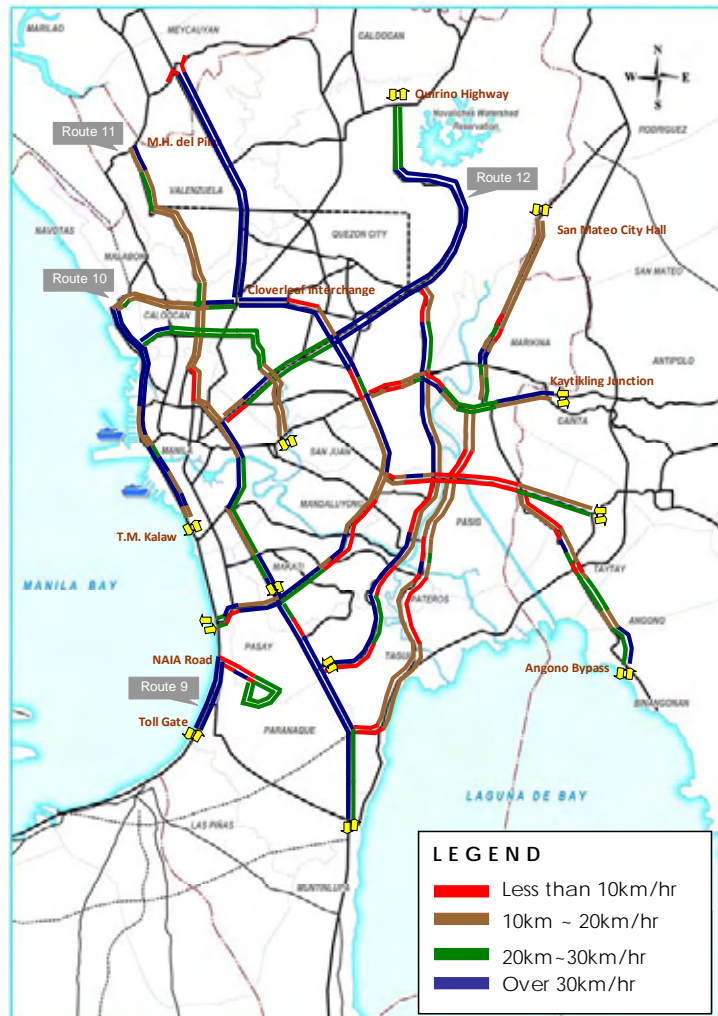 MARILAO
MEYCAUYAN
CALOOCAN
N
W
E
S
Quirino Highway
Novaliches Watershed
Reservation
RODRIGUEZ
Route 11
M.H. del Pilar
Route 12
VALENZUELA
San Mateo City Hall
NAVOTAS
QUEZON CITY
MALABON
SAN MATEO
Route 10
Cloverleaf Interchange
CALOOCAN
MARIKINA
ANTIPOLO
Kaytikling Junction
CAINTA
MANILA
SAN JUAN
MANDALUYONG
PASIG
T.M. Kalaw
MAKATI
TAYTAY
MANILA BAY
PATEROS
ANGONO
NAIA Road
PASAY
TAGUIG
Angono Bypass
Route 9
BINANGONAN
Toll Gate
PARANAQUE
LAGUNA DE BAY
LAS PIÑAS
MUNTINLUPA
LEGEND
Less than 10km/hr
10km ~ 20km/hr
20km~30km/hr
Over 30km/hr